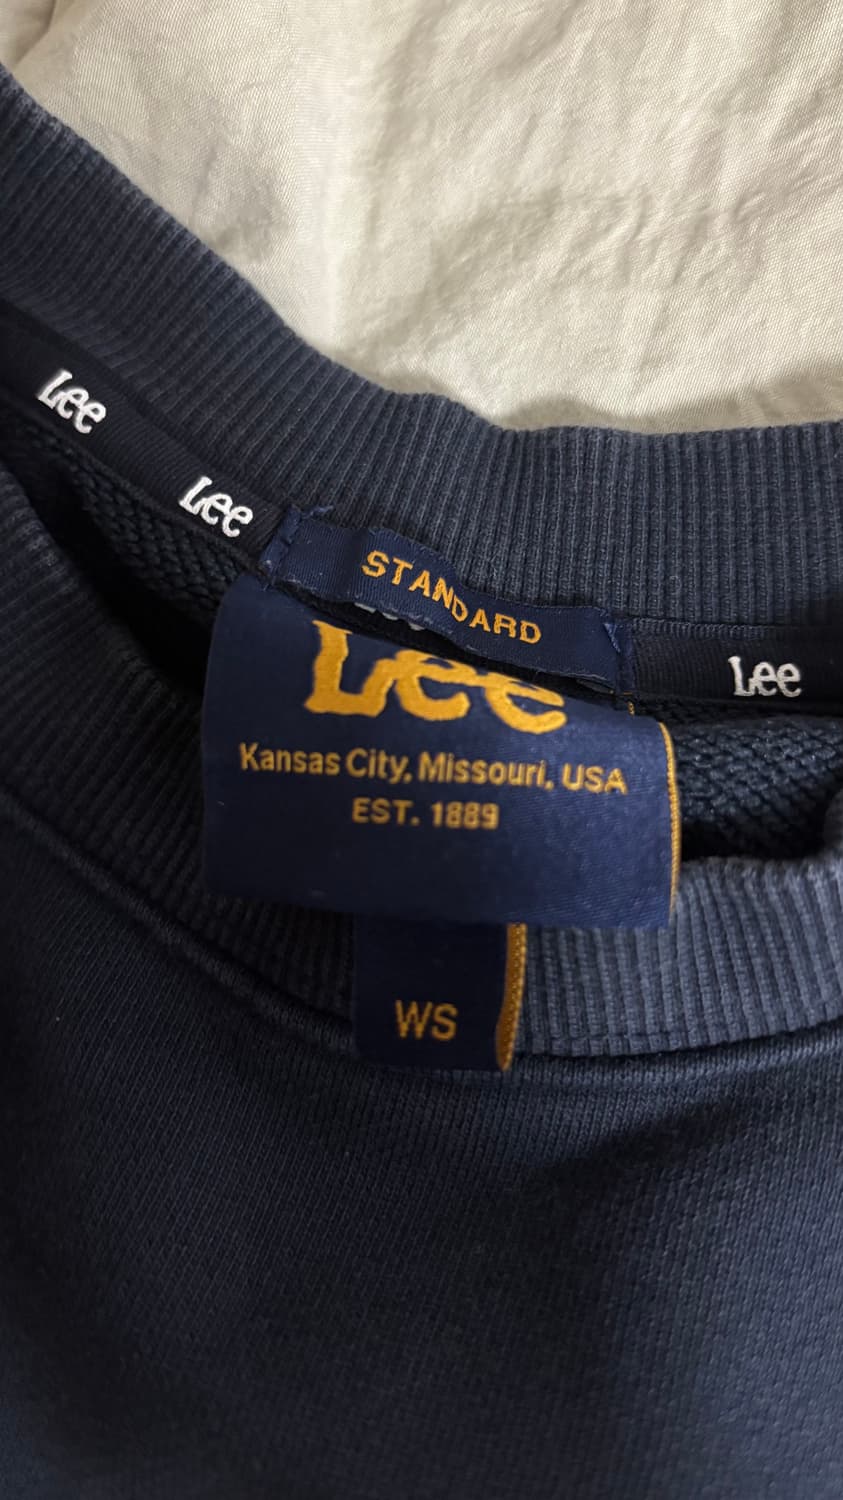 Lee
Lee
STANDARD
Lee
Lee
Kansas City, Missouri, USA
EST. 1889
WS